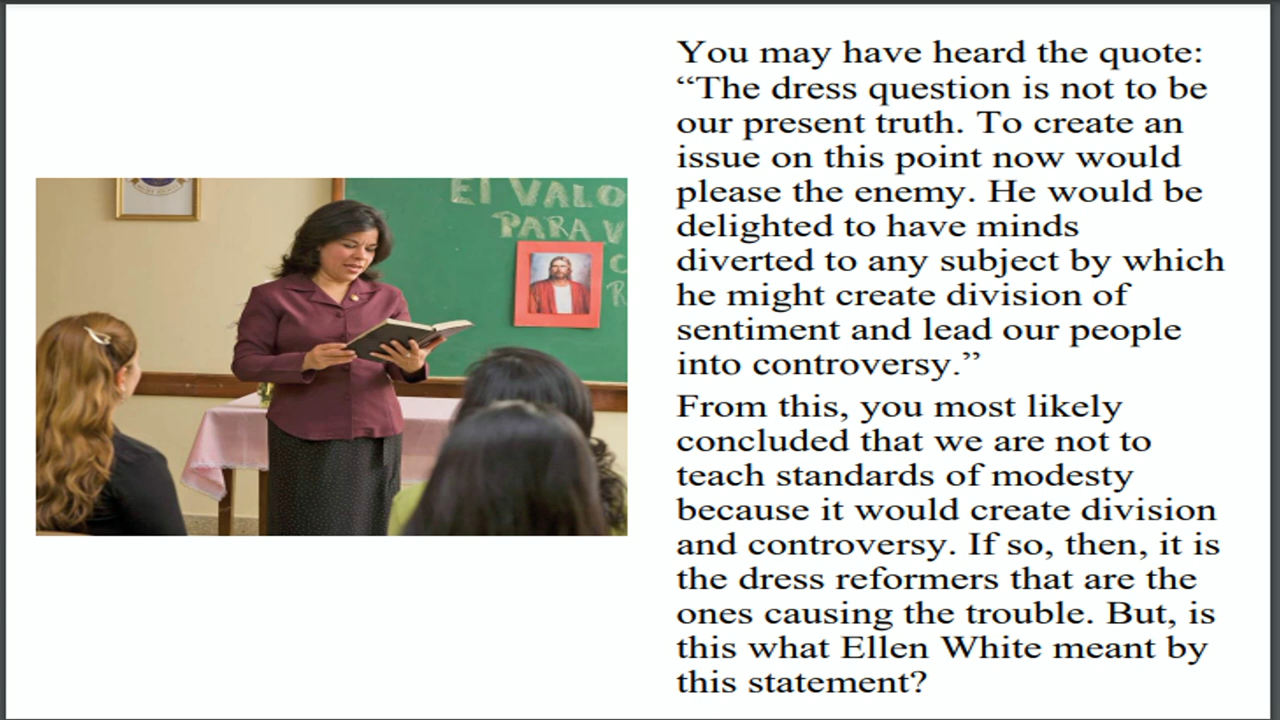 EL VALO
PARA V
C
R
You may have heard the quote:
“The dress question is not to be
our present truth. To create an
issue on this point now would
please the enemy. He would be
delighted to have minds
diverted to any subject by which
he might create division of
sentiment and lead our people
into controversy.”
From this, you most likely
concluded that we are not to
teach standards of modesty
because it would create division
and controversy. If so, then, it is
the dress reformers that are the
ones causing the trouble. But, is
this what Ellen White meant by
this statement?